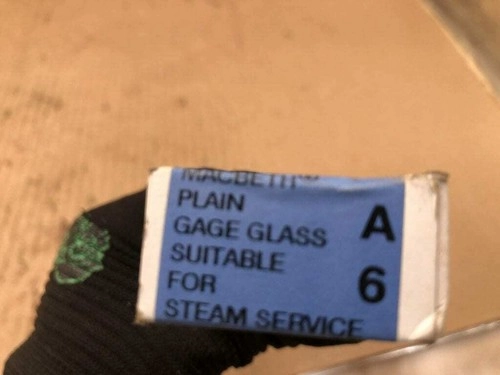 MACBETH®
PLAIN
GAGE GLASS
SUITABLE
FOR
STEAM SERVICE
A
6